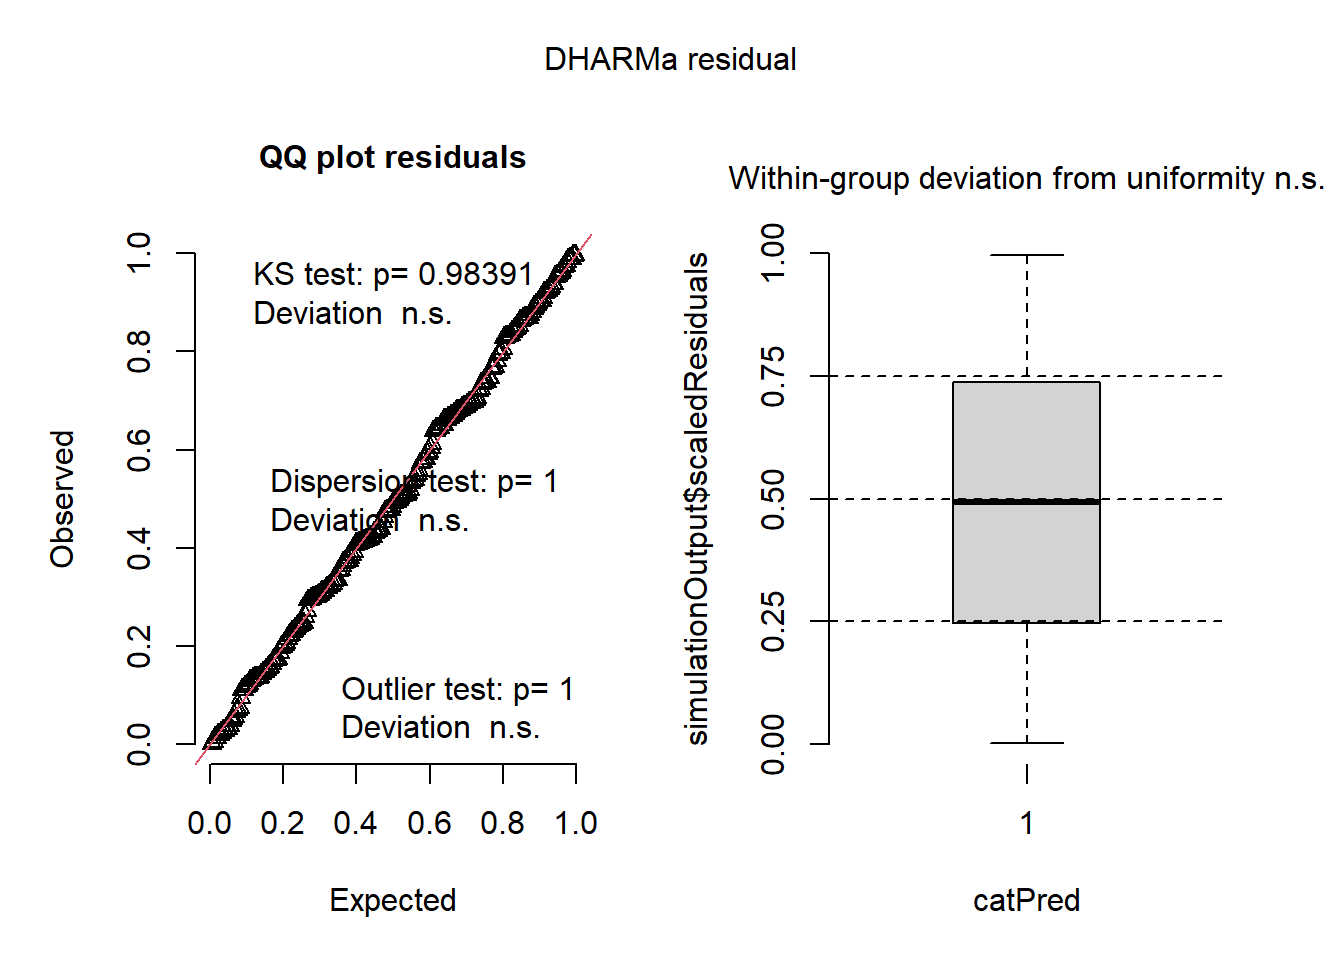 DHARMa residual
QQ plot residuals
KS test: p= 0.98391
Deviation  n.s.
Dispersion test: p= 1
Deviation  n.s.
Outlier test: p= 1
Deviation  n.s.
Observed
0.0 0.2 0.4 0.6 0.8 1.0
0.0 0.2 0.4 0.6 0.8 1.0
Expected
Within-group deviation from uniformity n.s.
simulationOutput$scaledResiduals
0.00 0.25 0.50 0.75 1.00
1
catPred